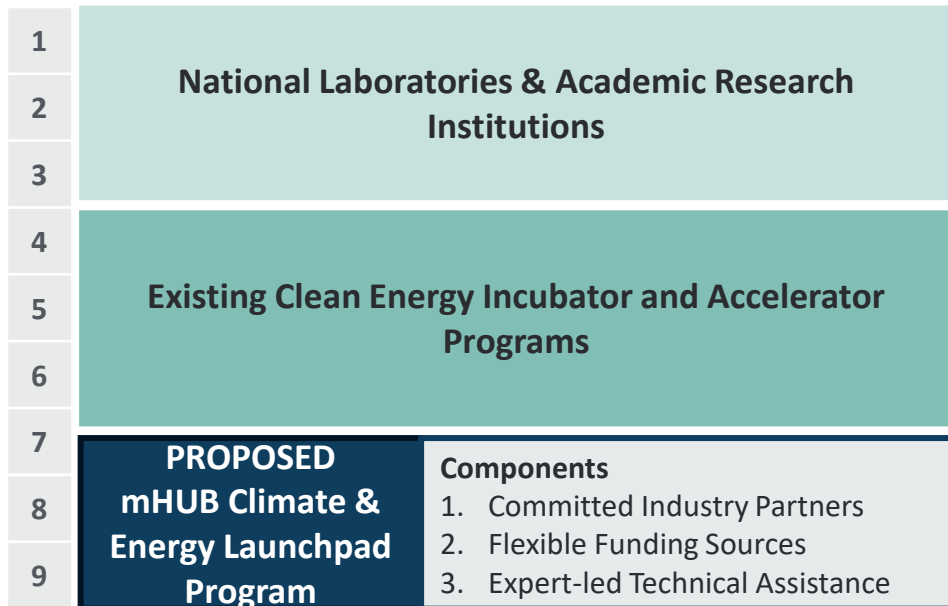 1
2
3
National Laboratories & Academic Research
Institutions
4
5
6
Existing Clean Energy Incubator and Accelerator
Programs
7
8
9
PROPOSED
mHUB Climate &
Energy Launchpad
Program
Components
1. Committed Industry Partners
2. Flexible Funding Sources
3. Expert-led Technical Assistance